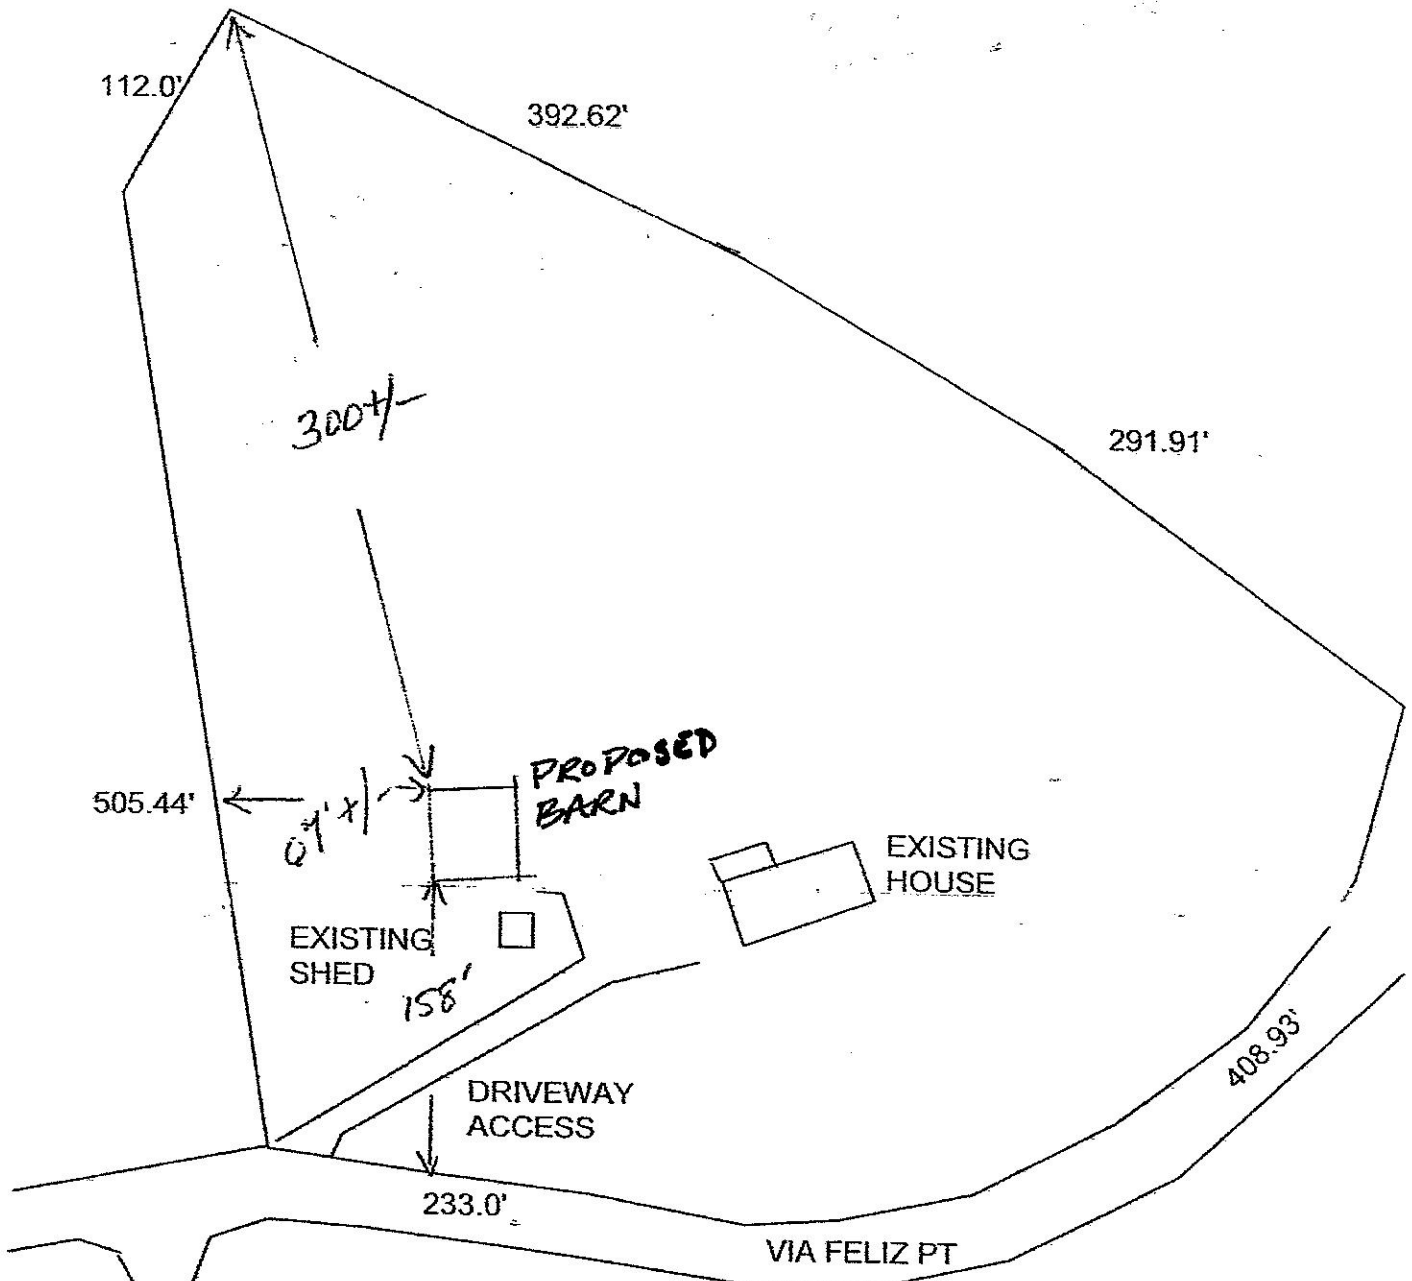 112.0'
392.62'
300+/-
291.91'
PROPOSED
BARN
505.44'
EXISTING
HOUSE
EXISTING
SHED
158'
408.93'
DRIVEWAY
ACCESS
233.0'
VIA FELIZ PT